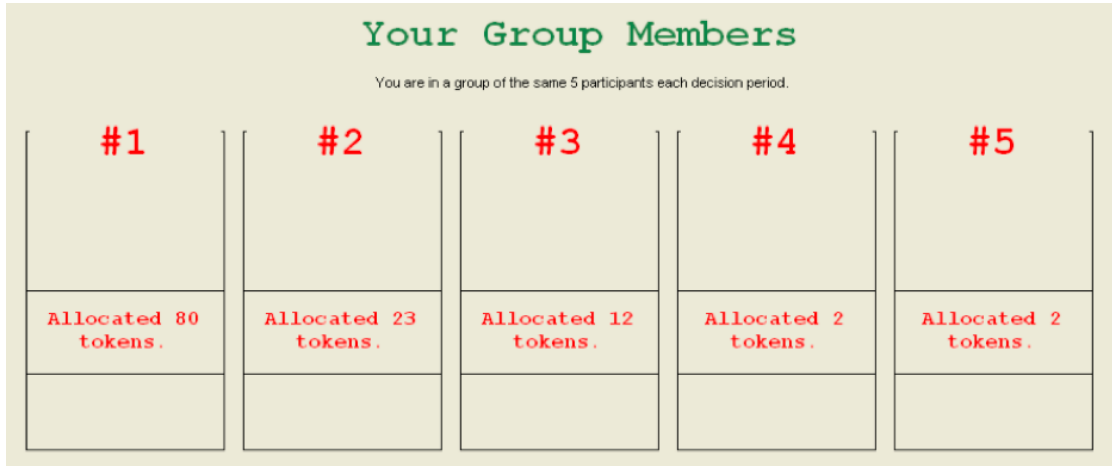 Your Group Members
You are in a group of the same 5 participants each decision period.
#1 #2 #3 #4 #5
Allocated 80 tokens.
Allocated 23 tokens.
Allocated 12 tokens.
Allocated 2 tokens.
Allocated 2 tokens.